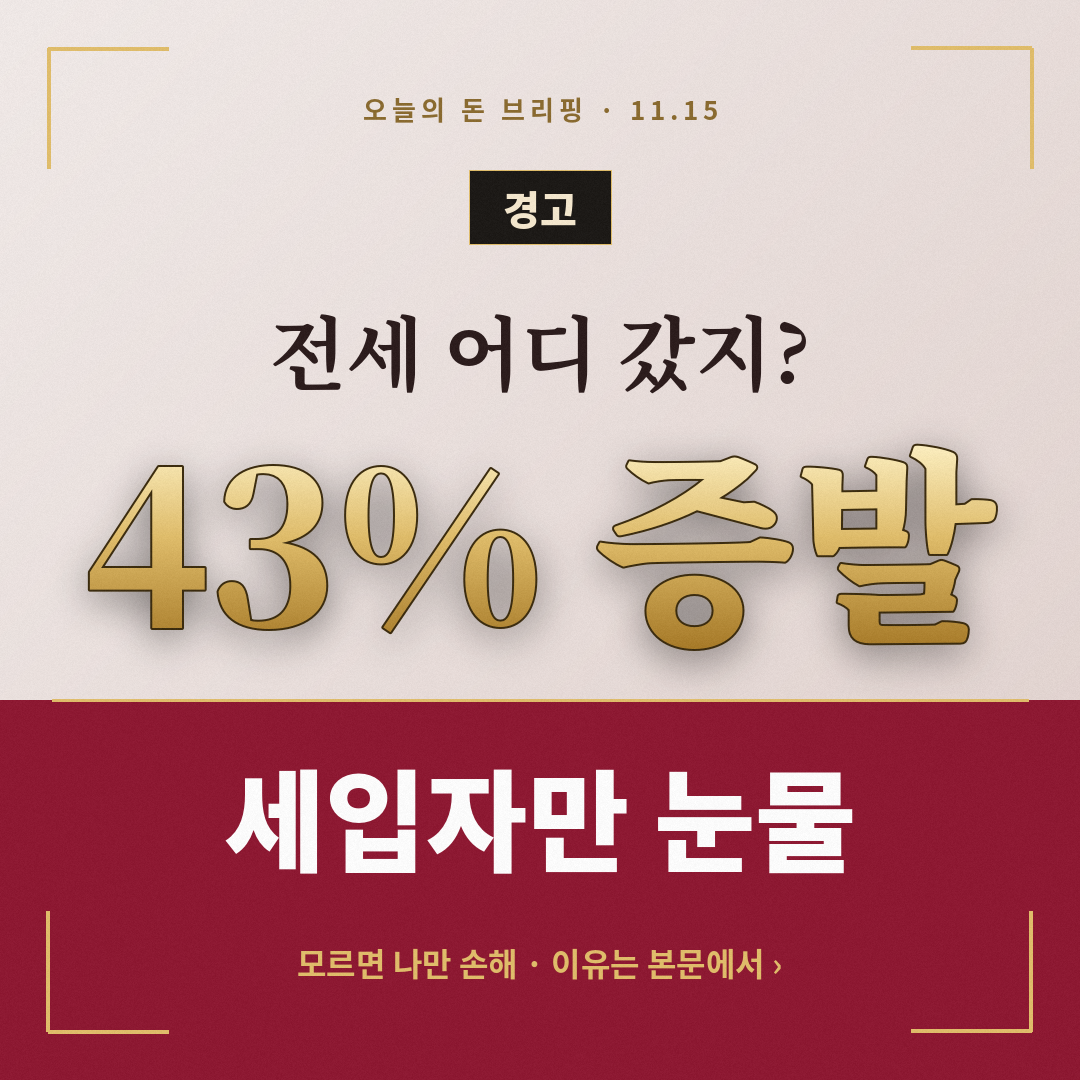 오늘의 돈 브리핑 · 11.15
경고
전세 어디 갔지?
43% 증발
세입자만 눈물
모르면 나만 손해 · 이유는 본문에서 ›